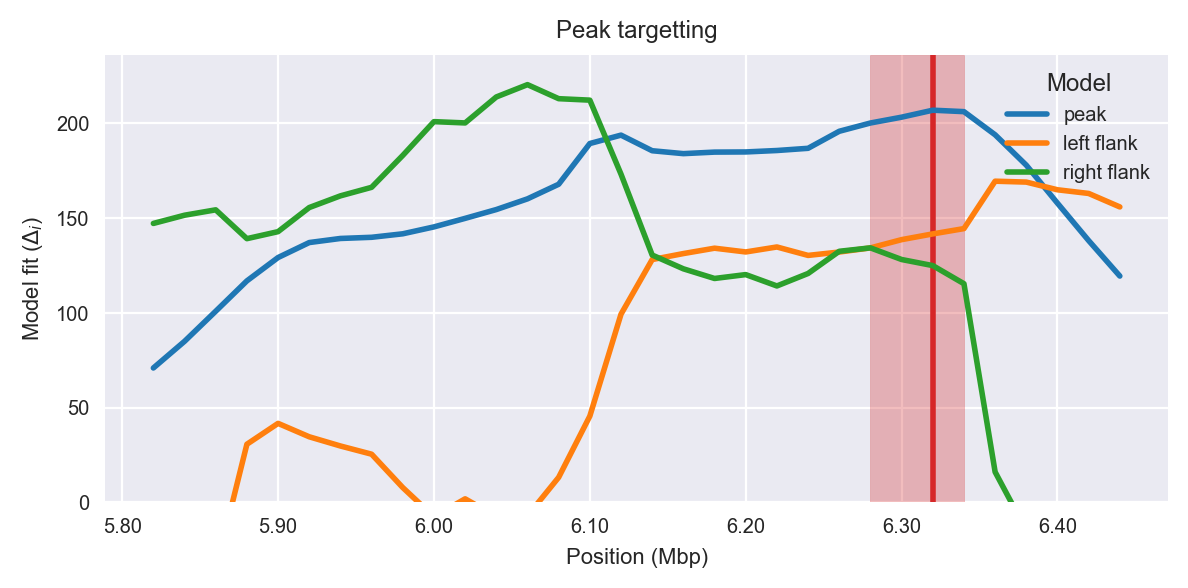 Peak targetting
Model fit (Δᵢ)
200
150
100
50
0
Model
peak
left flank
right flank
5.80 5.90 6.00 6.10 6.20 6.30 6.40
Position (Mbp)